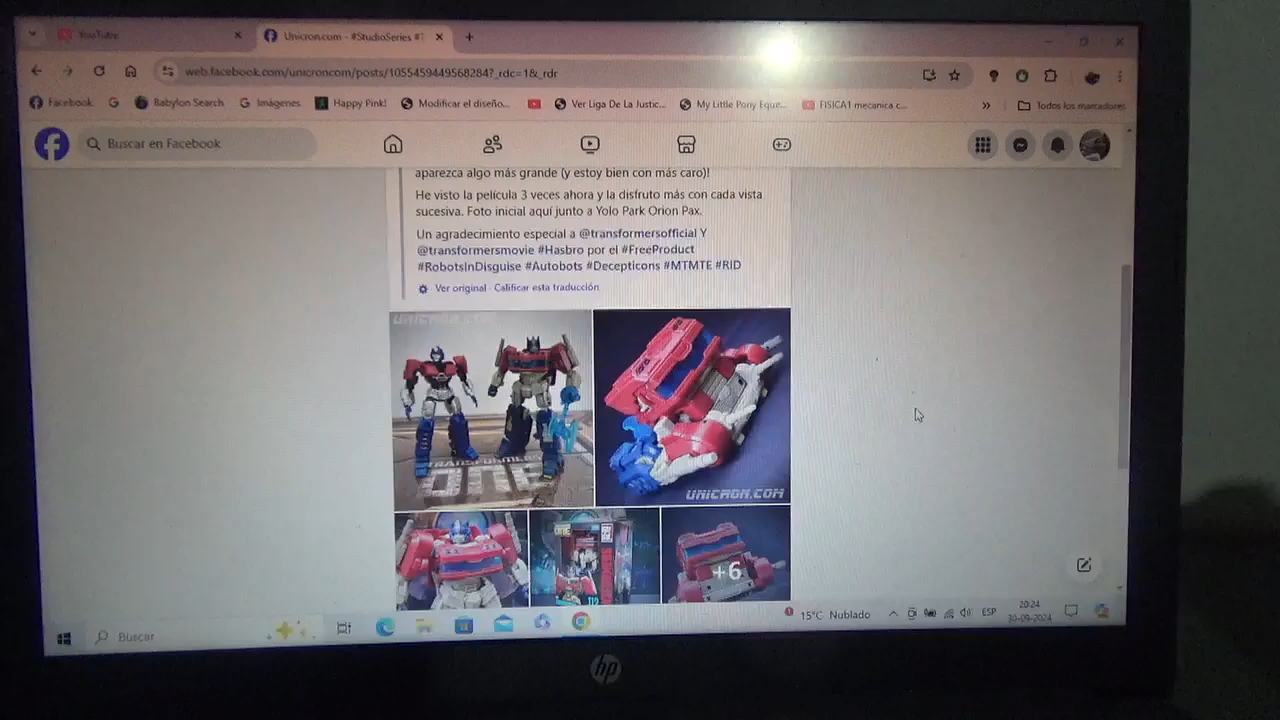 YouTube
Unicron.com - #StudioSeries #T
web.facebook.com/unicroncom/posts/1055459449568284?_rdc=1&_rdr
Facebook
Babylon Search
Imágenes
Happy Pink!
Modificar el diseño...
Ver Liga De La Justic...
My Little Pony Eque...
FISICA1 mecanica c...
»
Todos los marcadores
Buscar en Facebook
aparezca algo más grande (y estoy bien con más caro)!
He visto la película 3 veces ahora y la disfruto más con cada vista
sucesiva. Foto inicial aquí junto a Yolo Park Orion Pax.
Un agradecimiento especial a @transformersofficial Y
@transformersmovie #Hasbro por el #FreeProduct
#RobotsInDisguise #Autobots #Decepticons #MTMTE #RID
Ver original · Calificar esta traducción
UNICRON.COM
TRANSFORMERS
ONE
UNICRON.COM
112
+6
Buscar
15°C Nublado
ESP
20:24
30-09-2024
hp